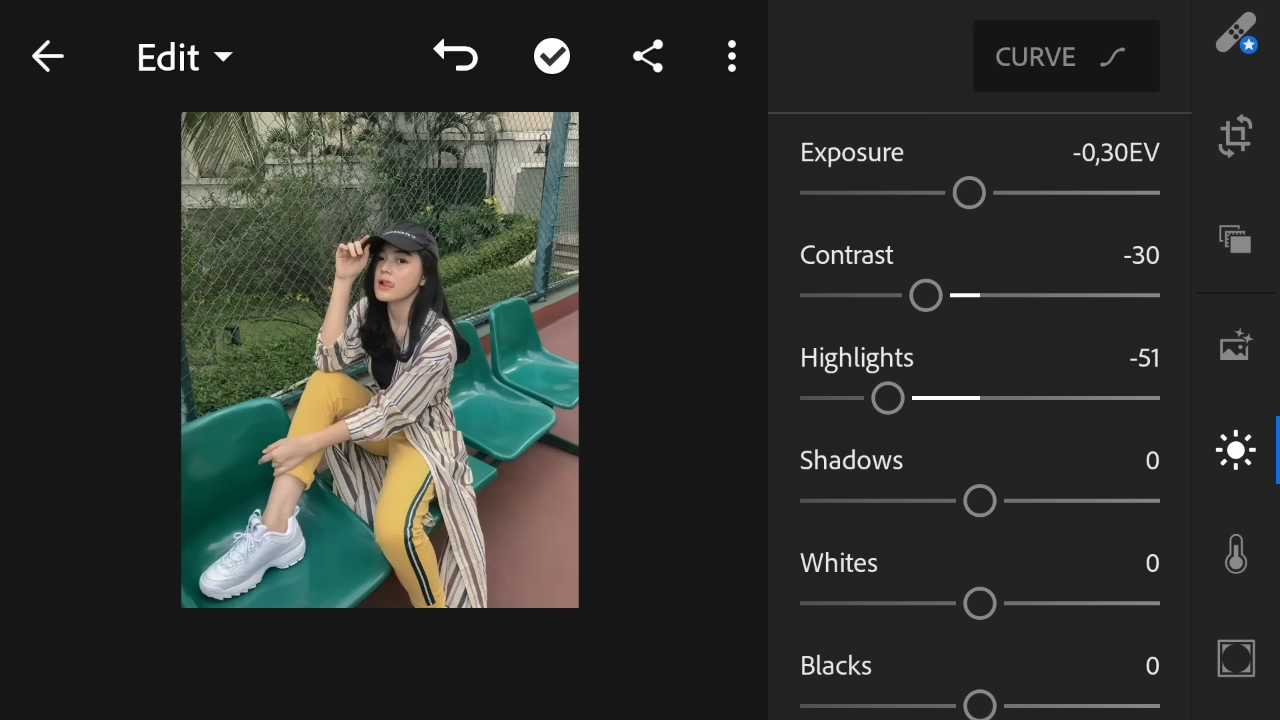 Edit
CURVE
Exposure -0,30EV
Contrast -30
Highlights -51
Shadows 0
Whites 0
Blacks 0